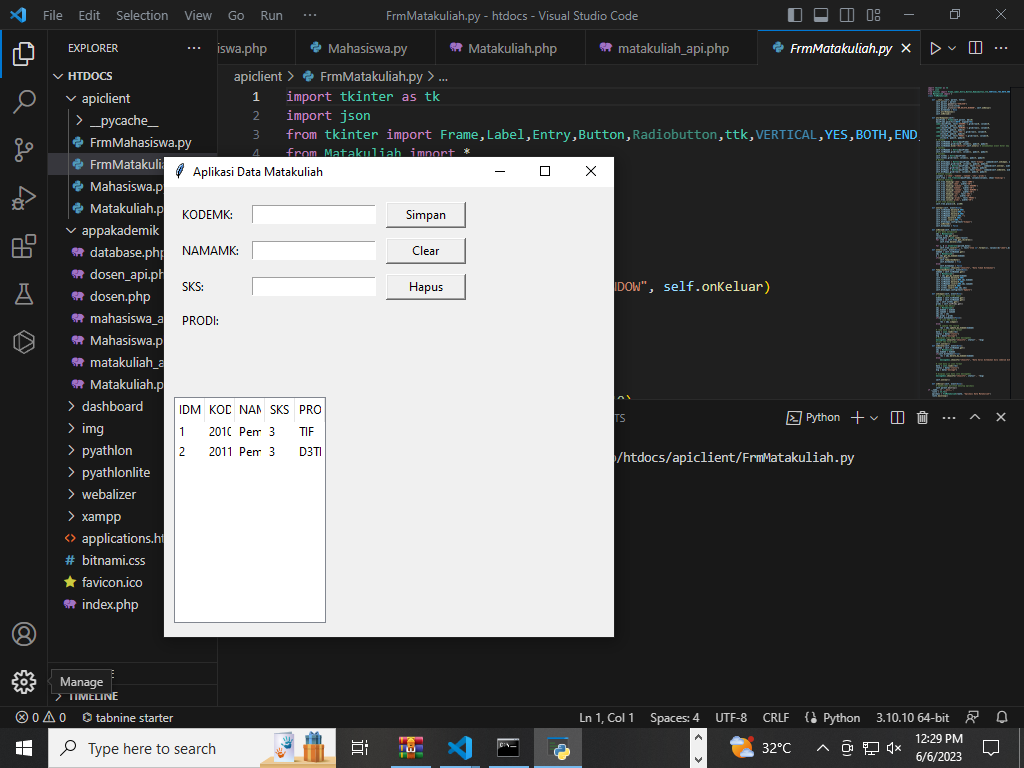 File Edit Selection View Go Run ··· FrmMatakuliah.py - htdocs - Visual Studio Code
EXPLORER ···
iswa.php Mahasiswa.py Matakuliah.php matakuliah_api.php FrmMatakuliah.py
HTDOCS
apiclient
__pycache__
FrmMahasiswa.py
FrmMatakulia
Mahasiswa.p
Matakuliah.p
appakademik
database.php
dosen_api.ph
dosen.php
mahasiswa_a
Mahasiswa.p
matakuliah_a
Matakuliah.p
dashboard
img
pyathlon
pyathlonlite
webalizer
xampp
applications.ht
bitnami.css
favicon.ico
index.php
TIMELINE
Manage
apiclient > FrmMatakuliah.py > ...
1 import tkinter as tk
2 import json
3 from tkinter import Frame,Label,Entry,Button,Radiobutton,ttk,VERTICAL,YES,BOTH,END,
4 from Matakuliah import *
NDOW", self.onKeluar)
TS Python ···
/htdocs/apiclient/FrmMatakuliah.py
Aplikasi Data Matakuliah
KODEMK: Simpan
NAMAMK: Clear
SKS: Hapus
PRODI:
IDM KOD NAM SKS PRO
1 2010 Pem 3 TIF
2 2011 Pem 3 D3TI
0 0 tabnine starter Ln 1, Col 1 Spaces: 4 UTF-8 CRLF Python 3.10.10 64-bit
Type here to search 32°C 12:29 PM
6/6/2023